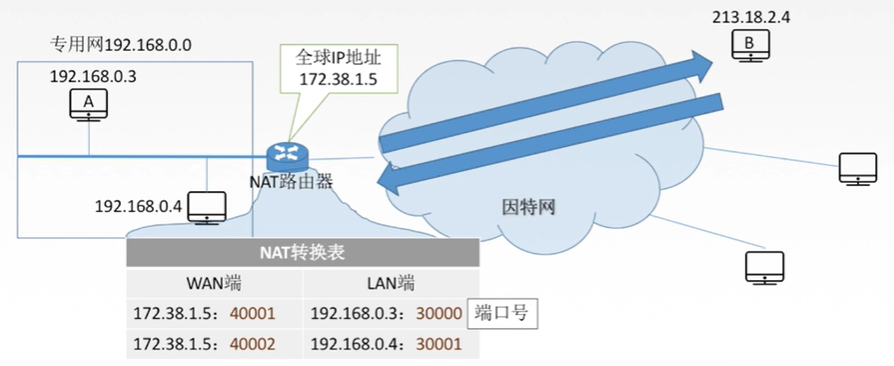 213.18.2.4
B
专用网192.168.0.0
全球IP地址
172.38.1.5
192.168.0.3
A
NAT路由器
192.168.0.4
因特网
NAT转换表
WAN端 LAN端
172.38.1.5：40001 192.168.0.3：30000 端口号
172.38.1.5：40002 192.168.0.4：30001